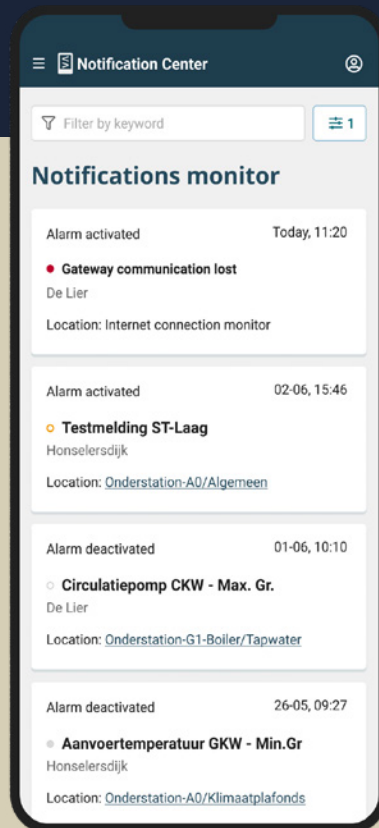 Notification Center
Filter by keyword
1
Notifications monitor
Alarm activated Today, 11:20
Gateway communication lost
De Lier
Location: Internet connection monitor
Alarm activated 02-06, 15:46
Testmelding ST-Laag
Honselersdijk
Location: Onderstation-A0/Algemeen
Alarm deactivated 01-06, 10:10
Circulatiepomp CKW - Max. Gr.
De Lier
Location: Onderstation-G1-Boiler/Tapwater
Alarm deactivated 26-05, 09:27
Aanvoertemperatuur GKW - Min.Gr
Honselersdijk
Location: Onderstation-A0/Klimaatplafonds